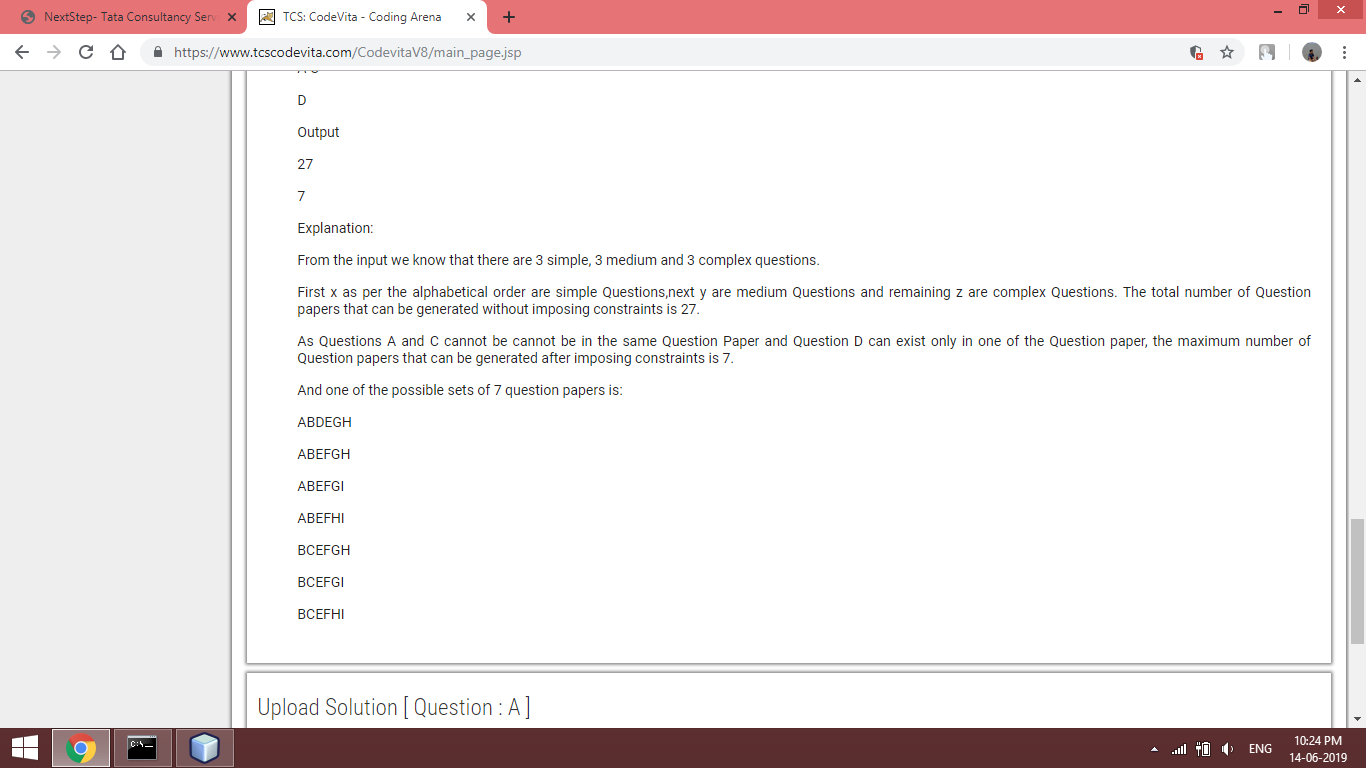 NextStep- Tata Consultancy Serv
TCS: CodeVita - Coding Arena
https://www.tcscodevita.com/CodevitaV8/main_page.jsp
D
Output
27
7
Explanation:
From the input we know that there are 3 simple, 3 medium and 3 complex questions.
First x as per the alphabetical order are simple Questions,next y are medium Questions and remaining z are complex Questions. The total number of Question
papers that can be generated without imposing constraints is 27.
As Questions A and C cannot be cannot be in the same Question Paper and Question D can exist only in one of the Question paper, the maximum number of
Question papers that can be generated after imposing constraints is 7.
And one of the possible sets of 7 question papers is:
ABDEGH
ABEFGH
ABEFGI
ABEFHI
BCEFGH
BCEFGI
BCEFHI
Upload Solution [ Question : A ]
C:\
ENG
10:24 PM
14-06-2019